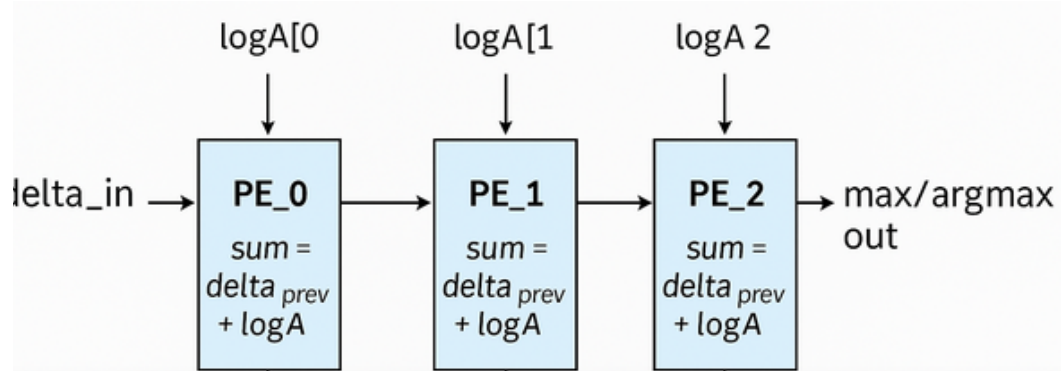 logA[0
logA[1
logA 2
delta_in
PE_0
sum =
delta prev
+ logA
PE_1
sum =
delta prev
+ logA
PE_2
sum =
delta prev
+ logA
max/argmax
out